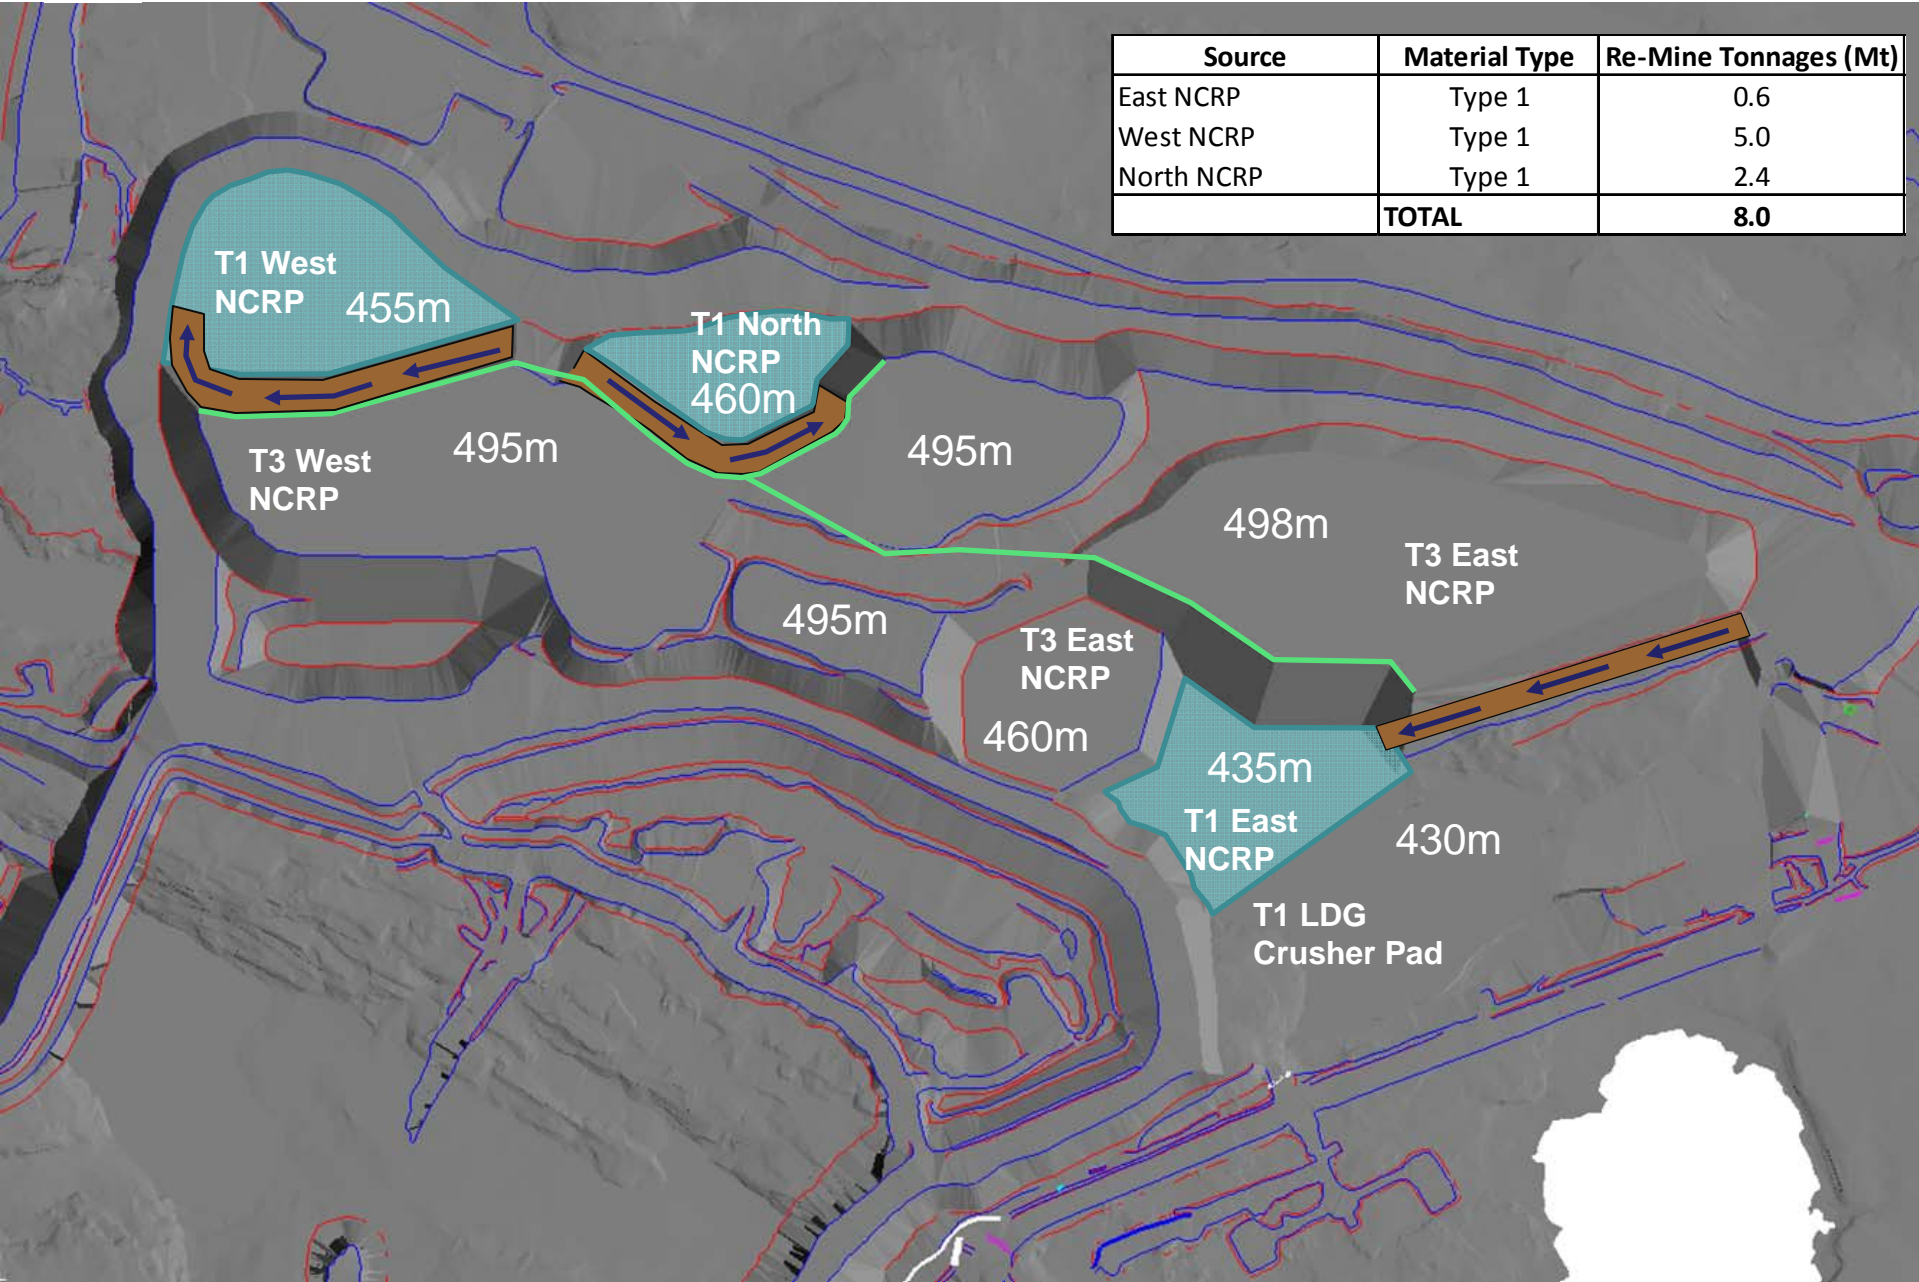 Source Material Type Re-Mine Tonnages (Mt)
East NCRP Type 1 0.6
West NCRP Type 1 5.0
North NCRP Type 1 2.4
TOTAL 8.0
T1 West
NCRP
455m
T1 North
NCRP
460m
T3 West
NCRP
495m
495m
498m
T3 East
NCRP
495m
T3 East
NCRP
460m
435m
T1 East
NCRP
430m
T1 LDG
Crusher Pad